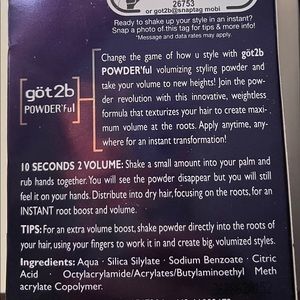 26753
or got2b@snaptag.mobi
Ready to shake up your style in an instant?
Snap a photo of this tag for tips & more info!
*Message and data rates may apply.
göt2b
POWDER'ful
Change the game of how u style with göt2b
POWDER'ful volumizing styling powder and
take your volume to new heights! Join the pow-
der revolution with this innovative, weightless
formula that texturizes your hair to create maxi-
mum volume at the roots. Apply anytime, any-
where for an instant transformation!
10 SECONDS 2 VOLUME: Shake a small amount into your palm and
rub hands together. You will see the powder disappear but you will still
feel it on your hands. Distribute into dry hair, focusing on the roots, for an
INSTANT root boost and volume.
TIPS: For an extra volume boost, shake powder directly into the roots of
your hair, using your fingers to work it in and create big, volumized styles.
Ingredients: Aqua · Silica Silylate · Sodium Benzoate · Citric
Acid · Octylacrylamide/Acrylates/Butylaminoethyl Meth
acrylate Copolymer.